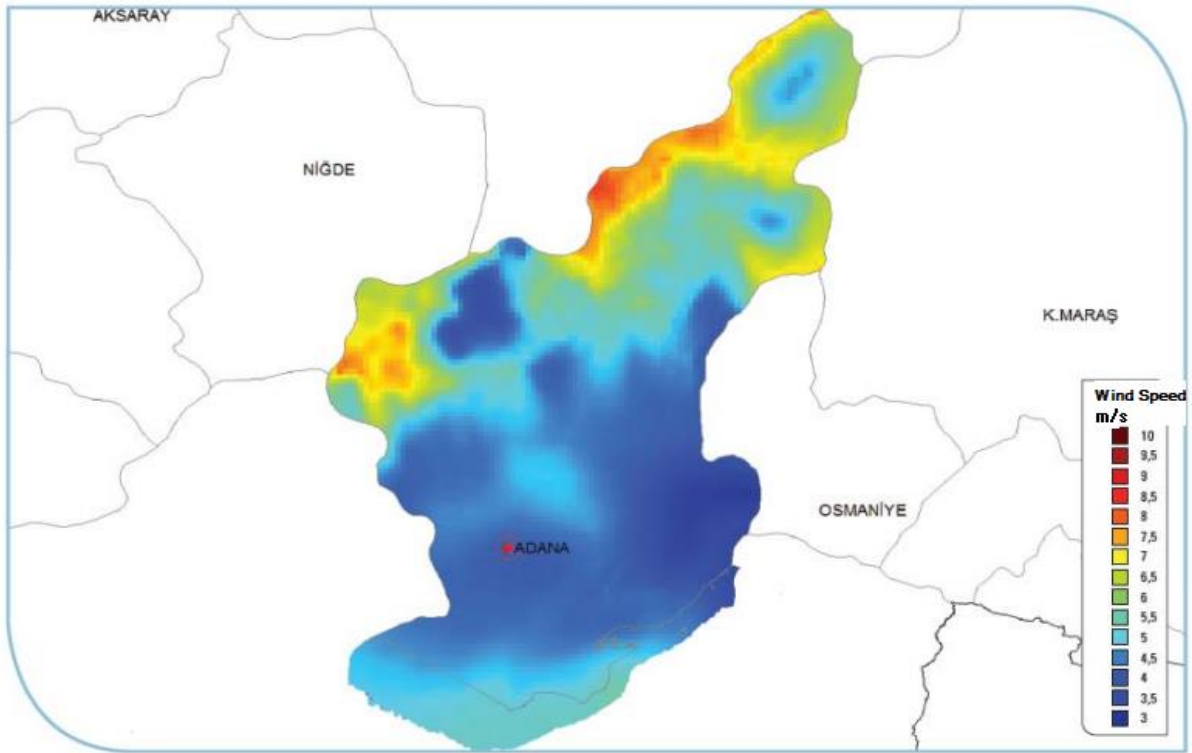 AKSARAY
NİĞDE
K.MARAŞ
Wind Speed
m/s
10
9,5
9
8,5
8
7,5
7
6,5
6
5,5
5
4,5
4
3,5
3
OSMANİYE
ADANA